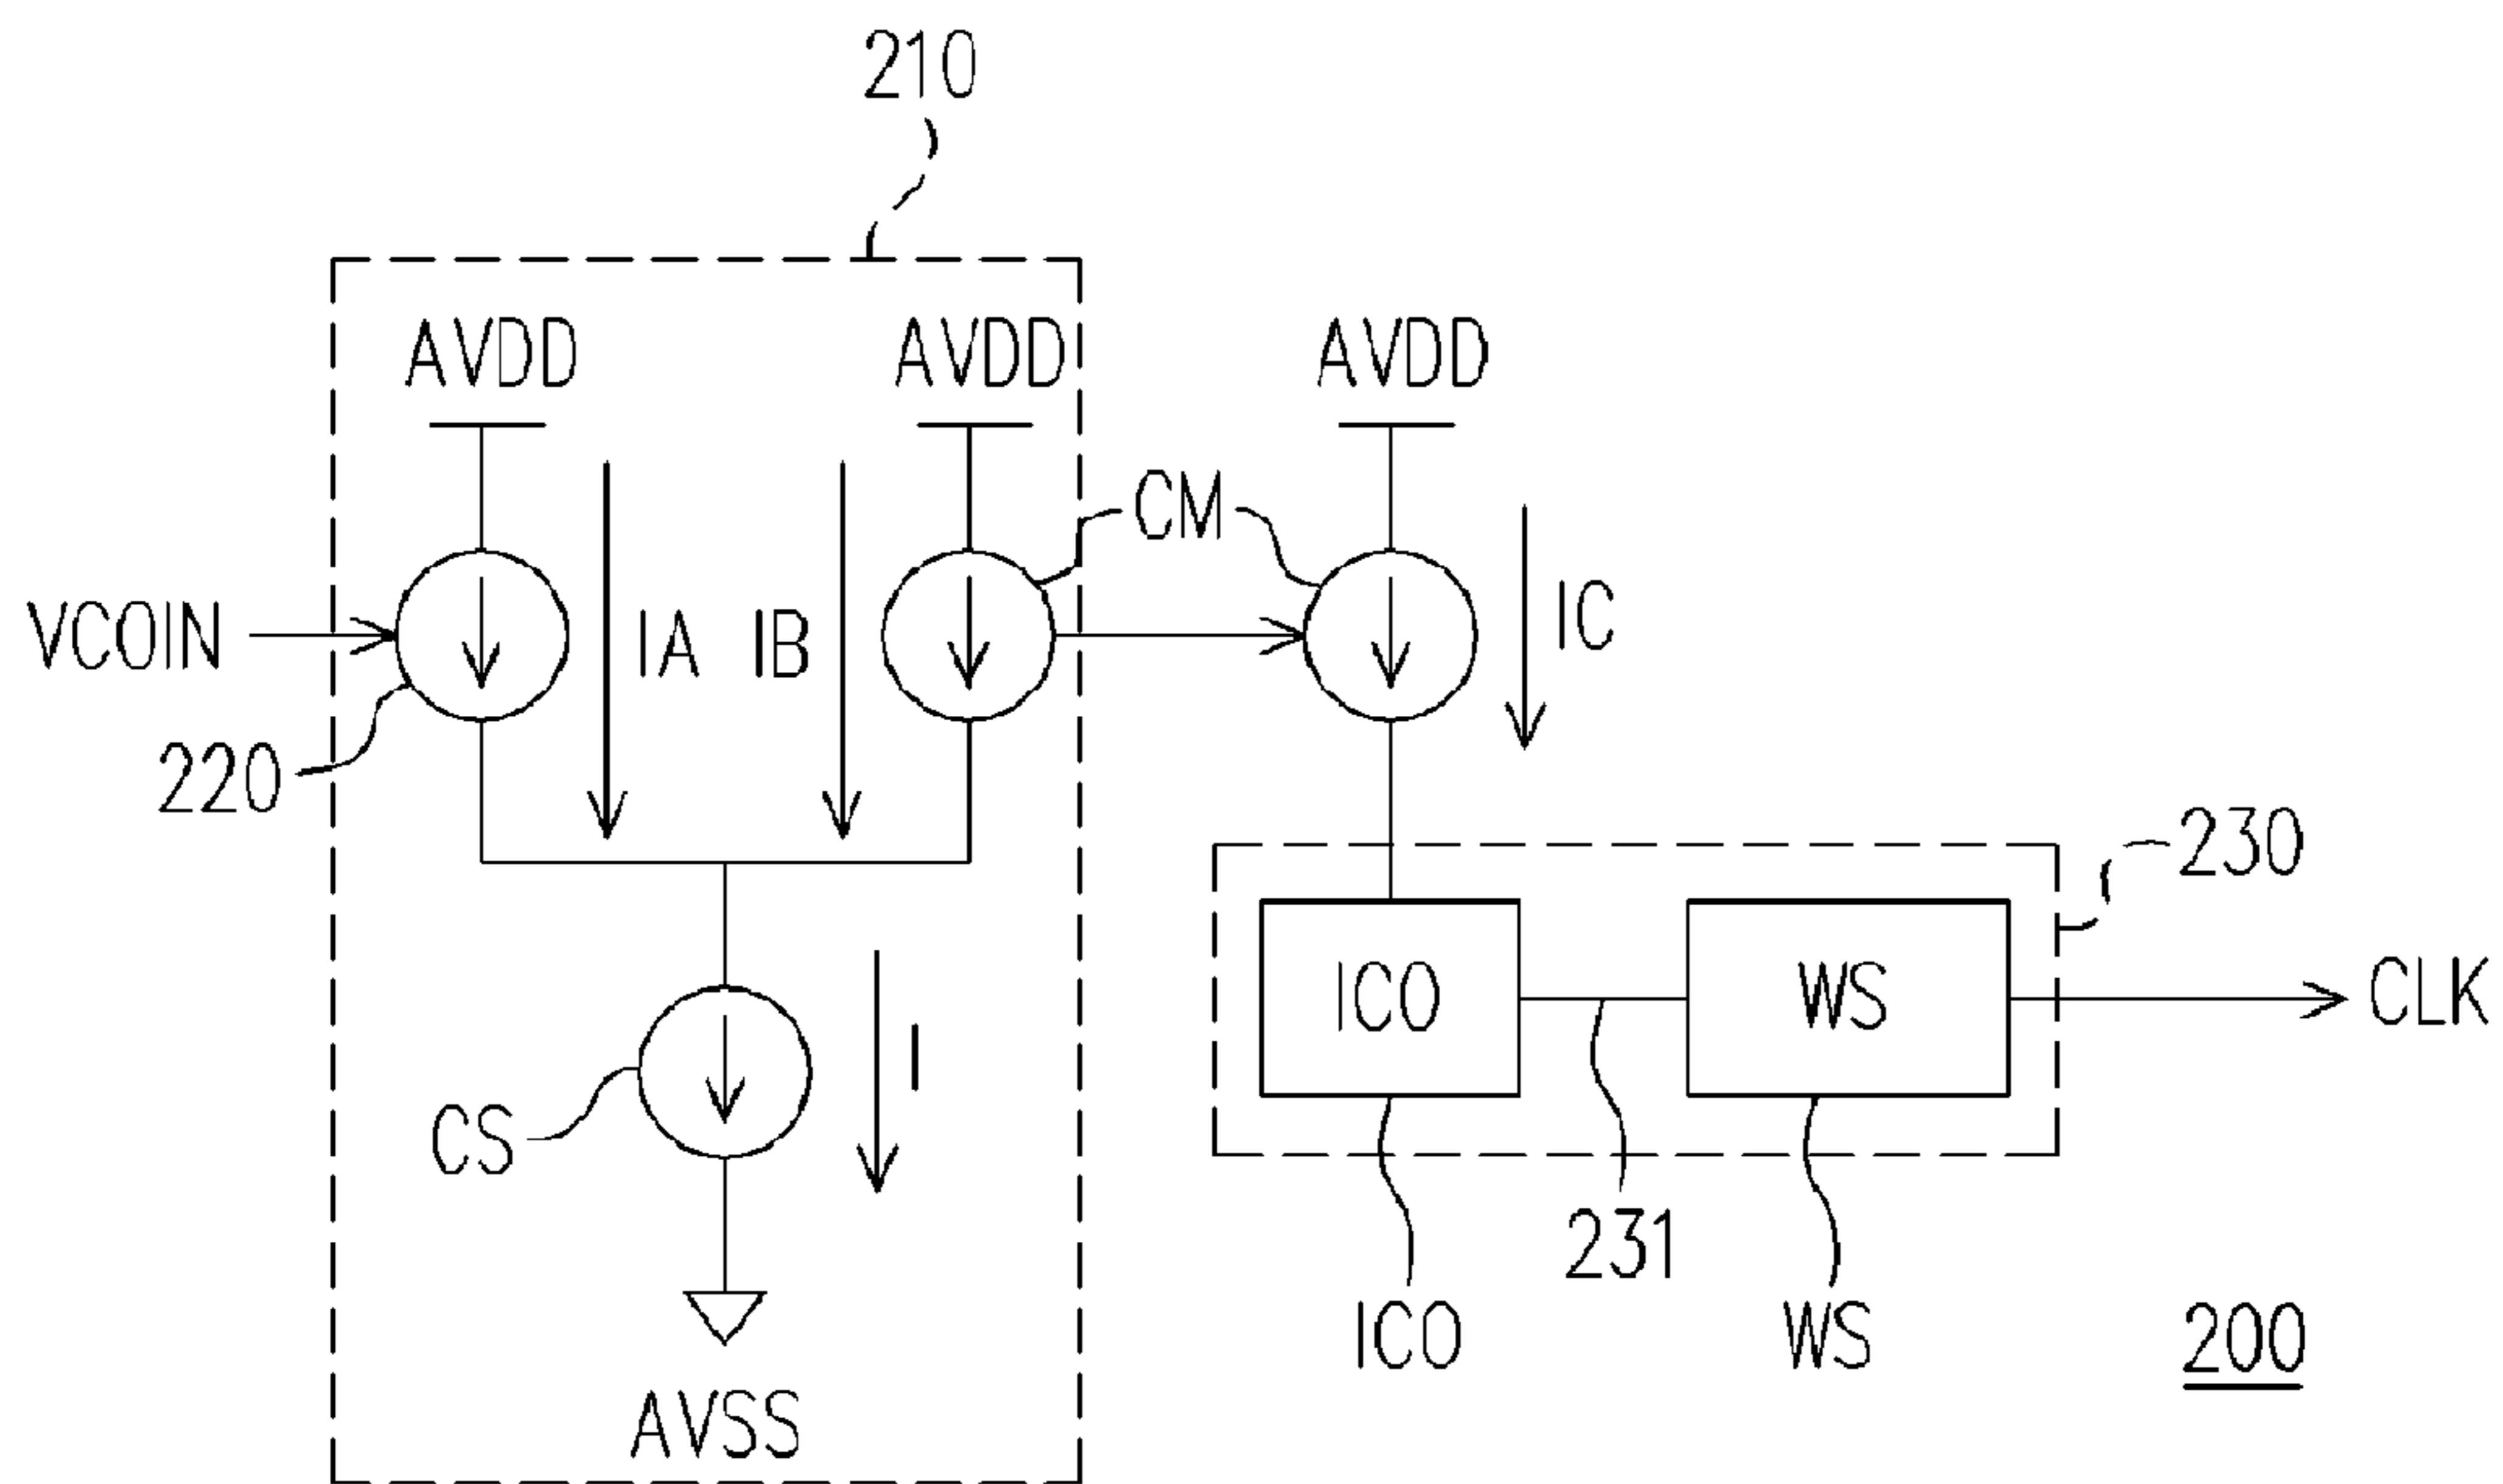 210
AVDD AVDD AVDD
CM
VCOIN IA IB IC
220
230
ICO WS CLK
I
CS
231
ICO WS 200
AVSS